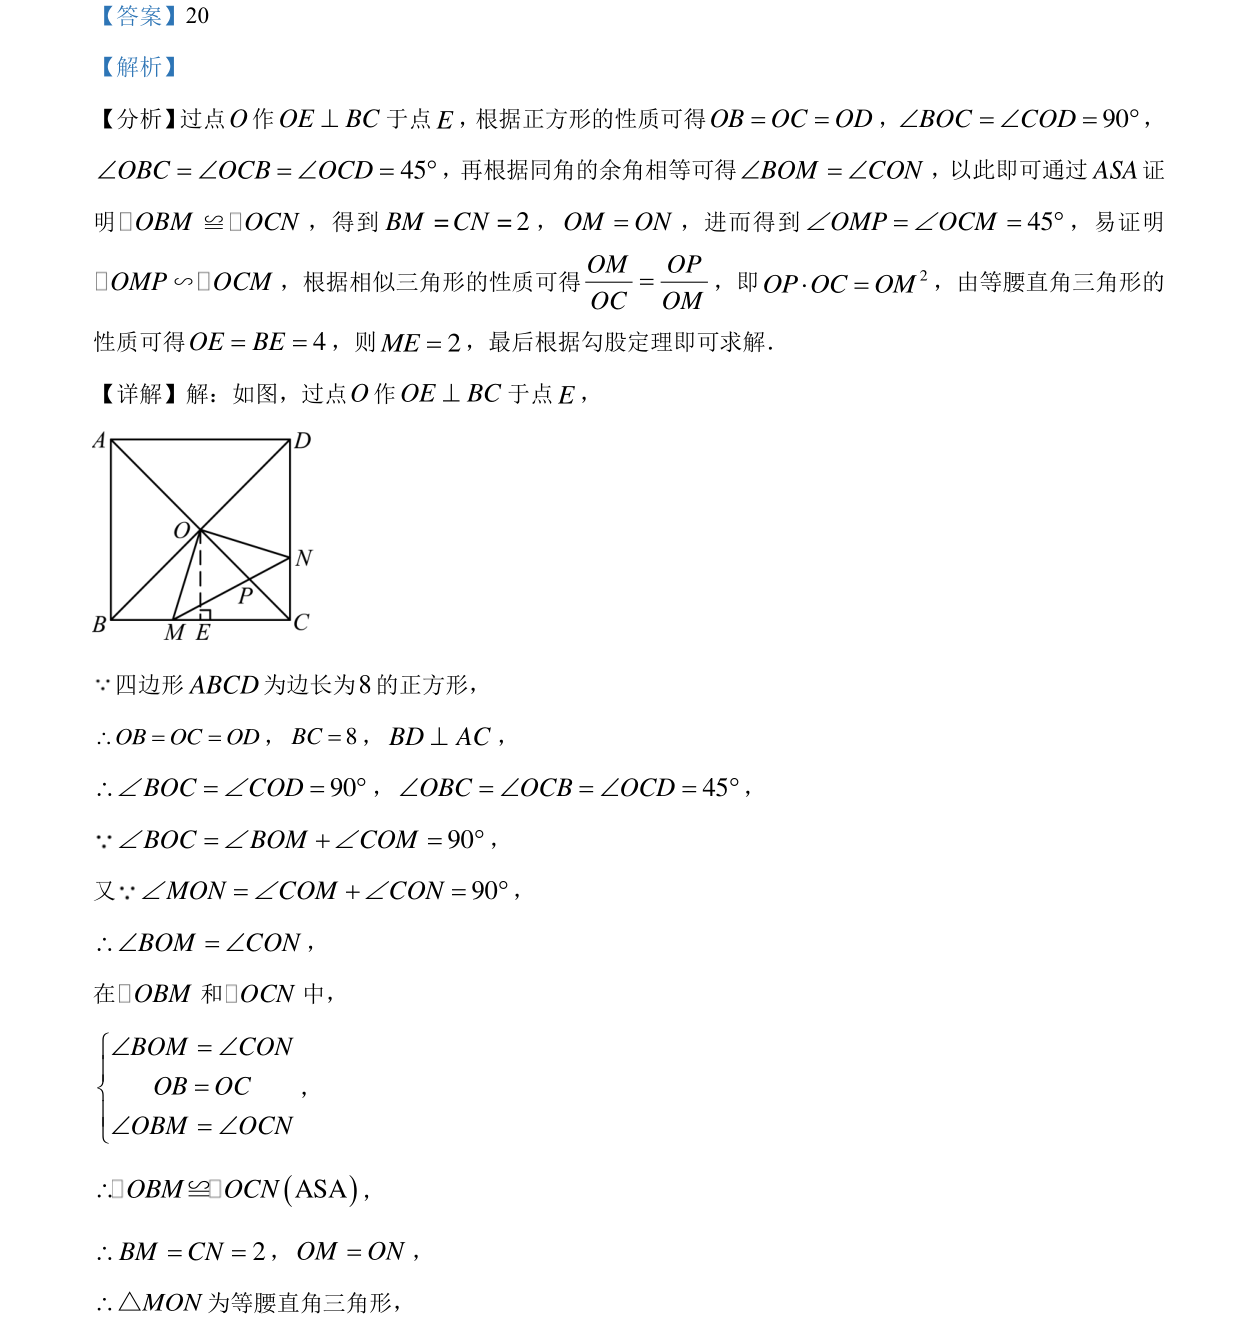 【答案】20
【解析】
【分析】过点O作OE⊥BC于点E，根据正方形的性质可得OB=OC=OD，∠BOC=∠COD=90°，
∠OBC=∠OCB=∠OCD=45°，再根据同角的余角相等可得∠BOM=∠CON，以此即可通过ASA证
明□OBM≌□OCN，得到BM=CN=2，OM=ON，进而得到∠OMP=∠OCM=45°，易证明
□OMP∽□OCM，根据相似三角形的性质可得OM/OC=OP/OM，即OP·OC=OM²，由等腰直角三角形的
性质可得OE=BE=4，则ME=2，最后根据勾股定理即可求解．
【详解】解：如图，过点O作OE⊥BC于点E，
A D
O
N
P
B M E C
∵四边形ABCD为边长为8的正方形，
∴OB=OC=OD，BC=8，BD⊥AC，
∴∠BOC=∠COD=90°，∠OBC=∠OCB=∠OCD=45°，
∵∠BOC=∠BOM+∠COM=90°，
又∵∠MON=∠COM+∠CON=90°，
∴∠BOM=∠CON，
在□OBM和□OCN中，
∠BOM=∠CON
OB=OC，
∠OBM=∠OCN
∴□OBM≌□OCN(ASA)，
∴BM=CN=2，OM=ON，
∴△MON为等腰直角三角形，